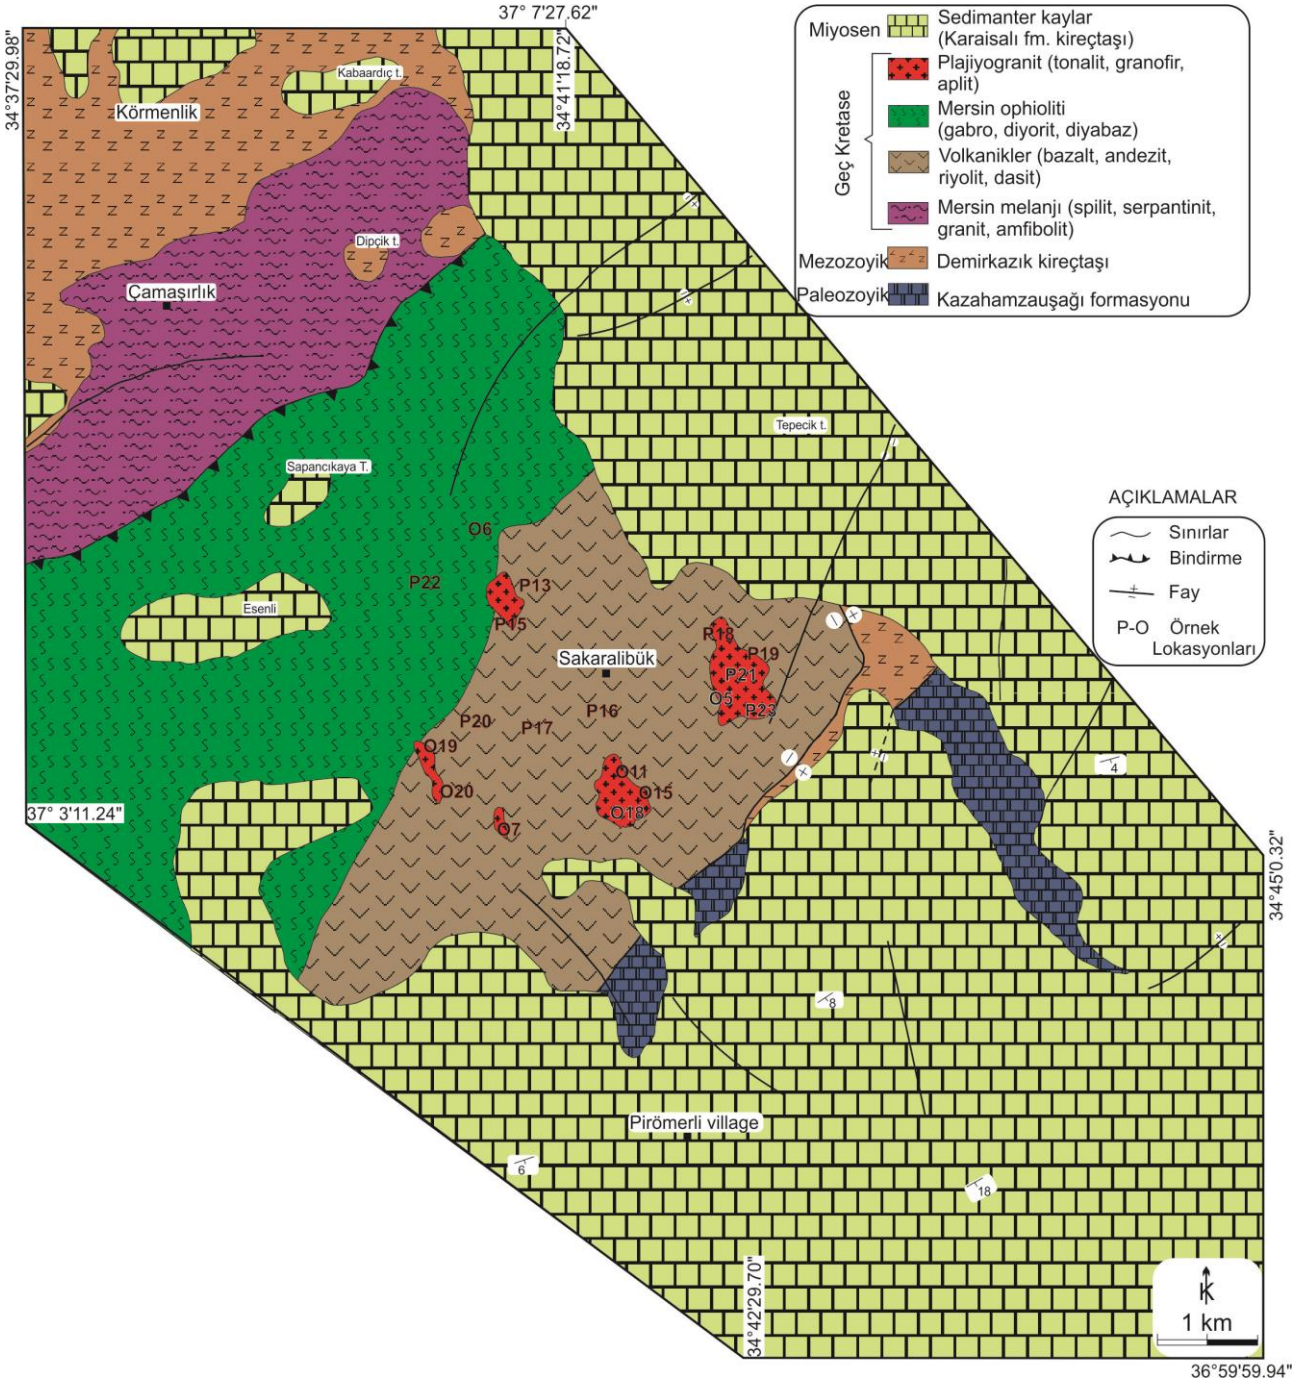 37° 7'27.62"
34°37'29.98"
34°41'18.72"
Miyosen
Sedimanter kaylar
(Karaisalı fm. kireçtaşı)
Plajiyogranit (tonalit, granofir,
aplit)
Mersin ophioliti
(gabro, diyorit, diyabaz)
Geç Kretase
Volkanikler (bazalt, andezit,
riyolit, dasit)
Mersin melanjı (spilit, serpantinit,
granit, amfibolit)
Mezozoyik
Demirkazık kireçtaşı
Paleozoyik
Kazahamzauşağı formasyonu
Kabaardıç t.
Körmenlik
Dipçik t.
Çamaşırlık
Tepecik t.
Sapancıkaya T.
AÇIKLAMALAR
Sınırlar
Bindirme
Fay
P-O Örnek
Lokasyonları
O6
P22
P13
Esenli
P15
P18
P19
Sakaralibük
P21
O5
P23
P16
P20
P17
O19
O11
O20
O15
O18
O7
37° 3'11.24"
4
34°45'0.32"
8
Pirömerli village
6
18
34°42'29.70"
K
1 km
36°59'59.94"